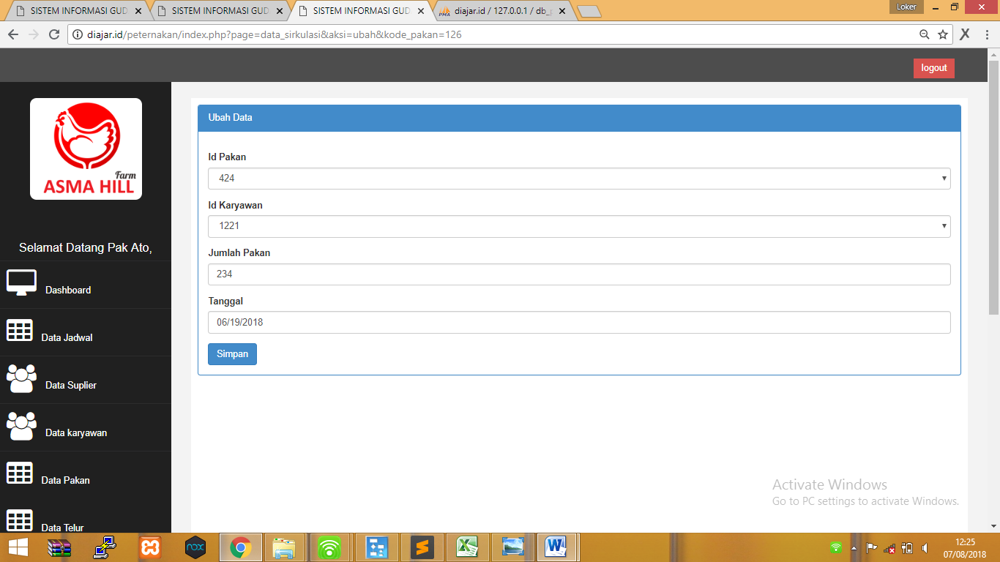 SISTEM INFORMASI GUD
SISTEM INFORMASI GUD
SISTEM INFORMASI GUD
diajar.id / 127.0.0.1 / db_
Loker
diajar.id/peternakan/index.php?page=data_sirkulasi&aksi=ubah&kode_pakan=126
logout
Farm
ASMA HILL
Selamat Datang Pak Ato,
Dashboard
Data Jadwal
Data Suplier
Data karyawan
Data Pakan
Data Telur
Ubah Data
Id Pakan
424
Id Karyawan
1221
Jumlah Pakan
234
Tanggal
06/19/2018
Simpan
Activate Windows
Go to PC settings to activate Windows.
nox
12:25
07/08/2018